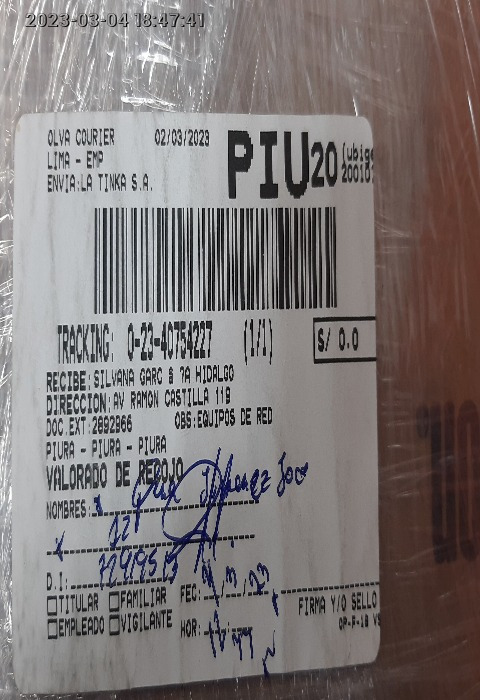 2023-03-04 18:47:41
OLVA COURIER 02/03/2023
LIMA - EMP
ENVIA:LA TINKA S.A.
PIU20
TRACKING: 0-23-40754227 (1/1)
S/ 0.0
RECIBE:SILVANA GARC
HIDALGO
DIRECCION:AV RAMON CASTILLA 119
DOC.EXT:2892966 OBS:EQUIPOS DE RED
PIURA - PIURA - PIURA
VALORADO DE RECOJO
NOMBRES:
D.I:
TITULAR FAMILIAR FEC:
EMPLEADO VIGILANTE HOR:
FIRMA Y/O SELLO